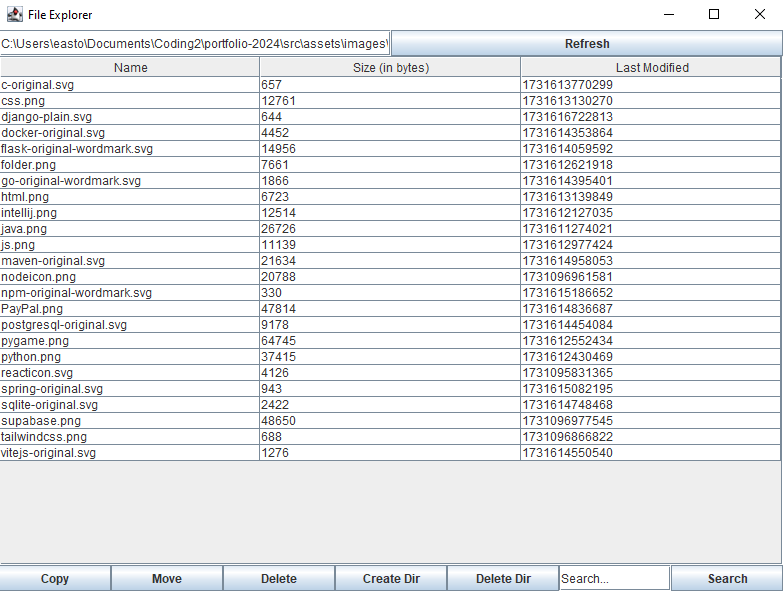 File Explorer
C:\Users\easto\Documents\Coding2\portfolio-2024\src\assets\images\ Refresh
Name Size (in bytes) Last Modified
c-original.svg 657 1731613770299
css.png 12761 1731613130270
django-plain.svg 644 1731616722813
docker-original.svg 4452 1731614353864
flask-original-wordmark.svg 14956 1731614059592
folder.png 7661 1731612621918
go-original-wordmark.svg 1866 1731614395401
html.png 6723 1731613139849
intellij.png 12514 1731612127035
java.png 26726 1731611274021
js.png 11139 1731612977424
maven-original.svg 21634 1731614958053
nodeicon.png 20788 1731096961581
npm-original-wordmark.svg 330 1731615186652
PayPal.png 47814 1731614836687
postgresql-original.svg 9178 1731614454084
pygame.png 64745 1731612552434
python.png 37415 1731612430469
reacticon.svg 4126 1731095831365
spring-original.svg 943 1731615082195
sqlite-original.svg 2422 1731614748468
supabase.png 48650 1731096977545
tailwindcss.png 688 1731096866822
vitejs-original.svg 1276 1731614550540
Copy Move Delete Create Dir Delete Dir Search... Search